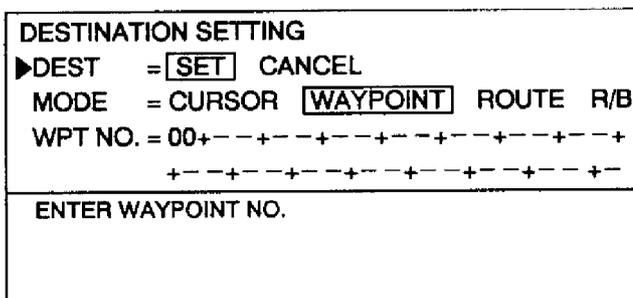 DESTINATION SETTING
▶DEST = SET CANCEL
MODE = CURSOR WAYPOINT ROUTE R/B
WPT NO. = 00+--+--+--+--+--+--+--+
+--+--+--+--+--+--+--+-
ENTER WAYPOINT NO.